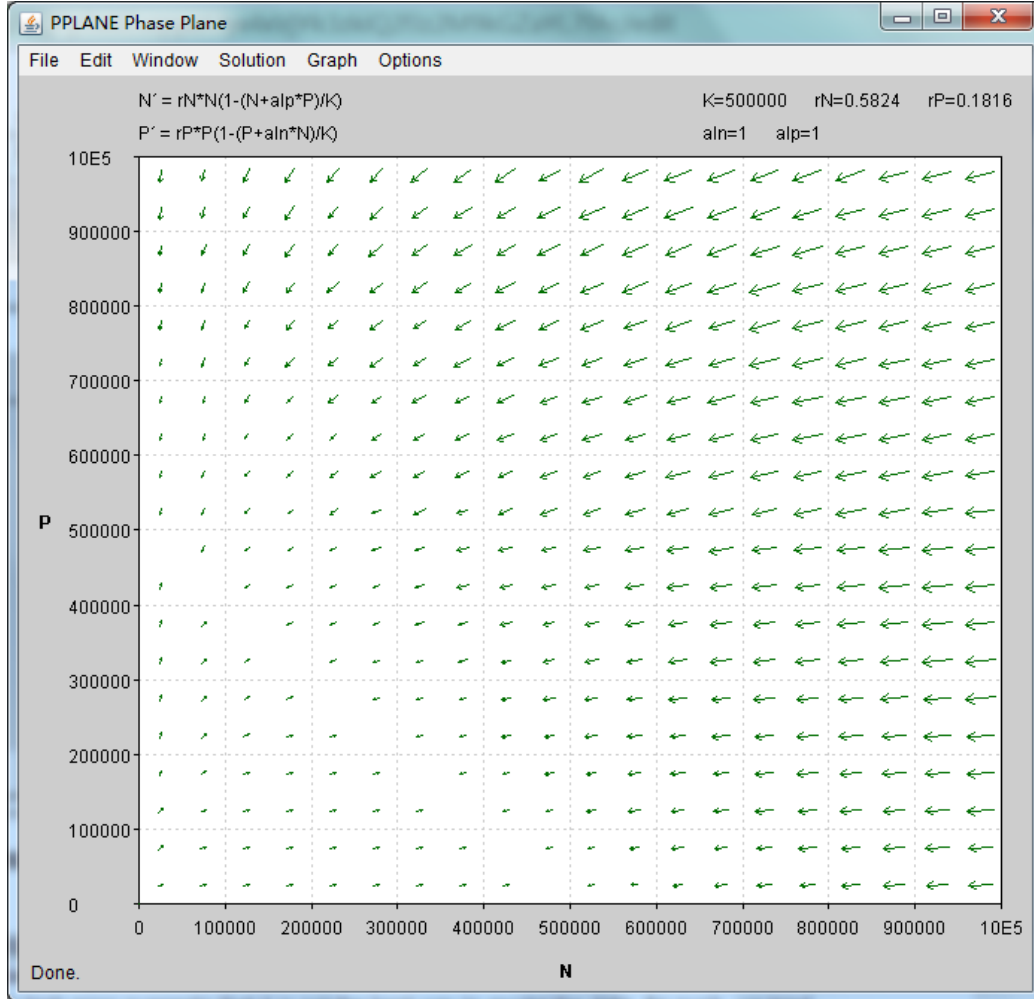 PPLANE Phase Plane
File Edit Window Solution Graph Options
N´ = rN*N(1-(N+alp*P)/K)
K=500000 rN=0.5824 rP=0.1816
P´ = rP*P(1-(P+aln*N)/K)
aln=1 alp=1
10E5
900000
800000
700000
600000
P
500000
400000
300000
200000
100000
0
0 100000 200000 300000 400000 500000 600000 700000 800000 900000 10E5
N
Done.